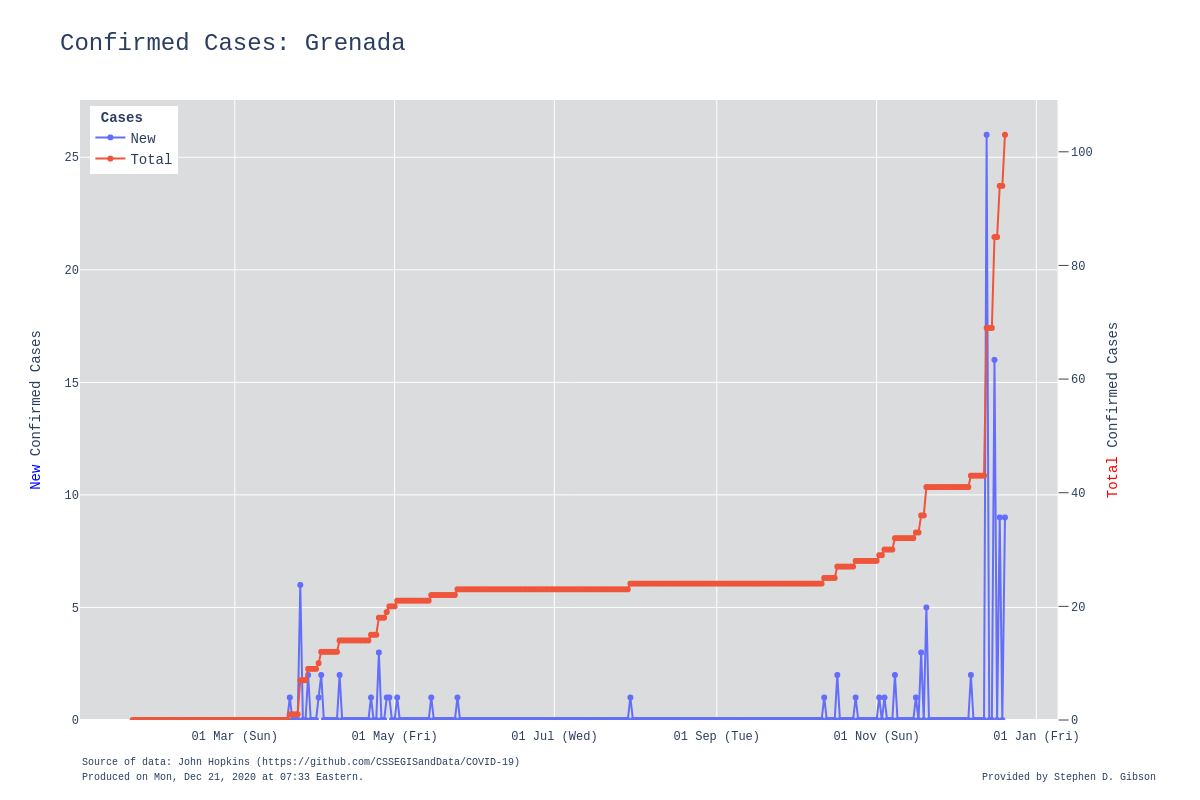 Confirmed Cases: Grenada
Cases
New
Total
25
20
15
10
5
0
100
80
60
40
20
0
New Confirmed Cases
Total Confirmed Cases
01 Mar (Sun)
01 May (Fri)
01 Jul (Wed)
01 Sep (Tue)
01 Nov (Sun)
01 Jan (Fri)
Source of data: John Hopkins (https://github.com/CSSEGISandData/COVID-19)
Produced on Mon, Dec 21, 2020 at 07:33 Eastern.
Provided by Stephen D. Gibson